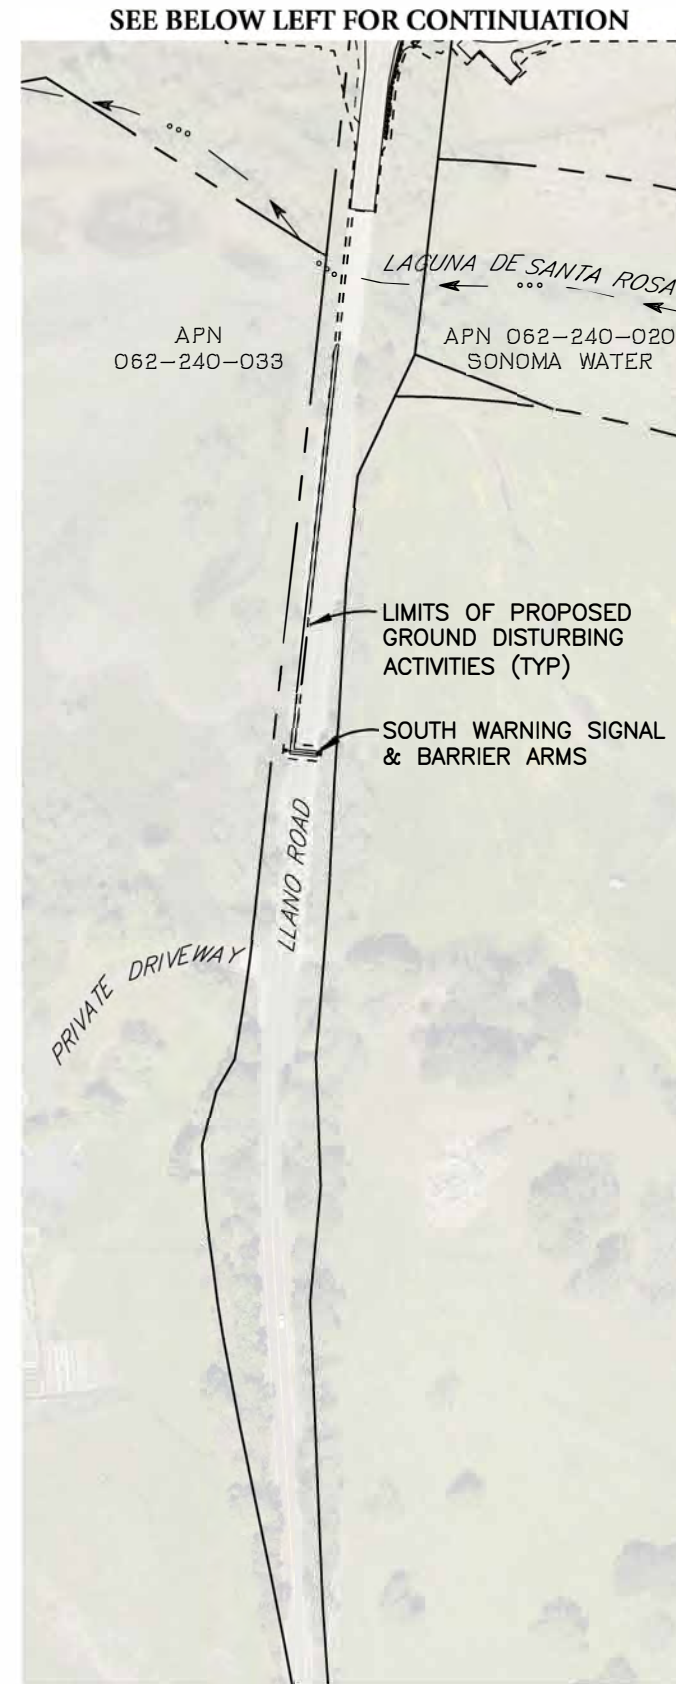 SEE BELOW LEFT FOR CONTINUATION
LAGUNA DE SANTA ROSA
APN
062-240-033
APN 062-240-020
SONOMA WATER
LIMITS OF PROPOSED
GROUND DISTURBING
ACTIVITIES (TYP)
SOUTH WARNING SIGNAL
& BARRIER ARMS
LLANO ROAD
PRIVATE DRIVEWAY